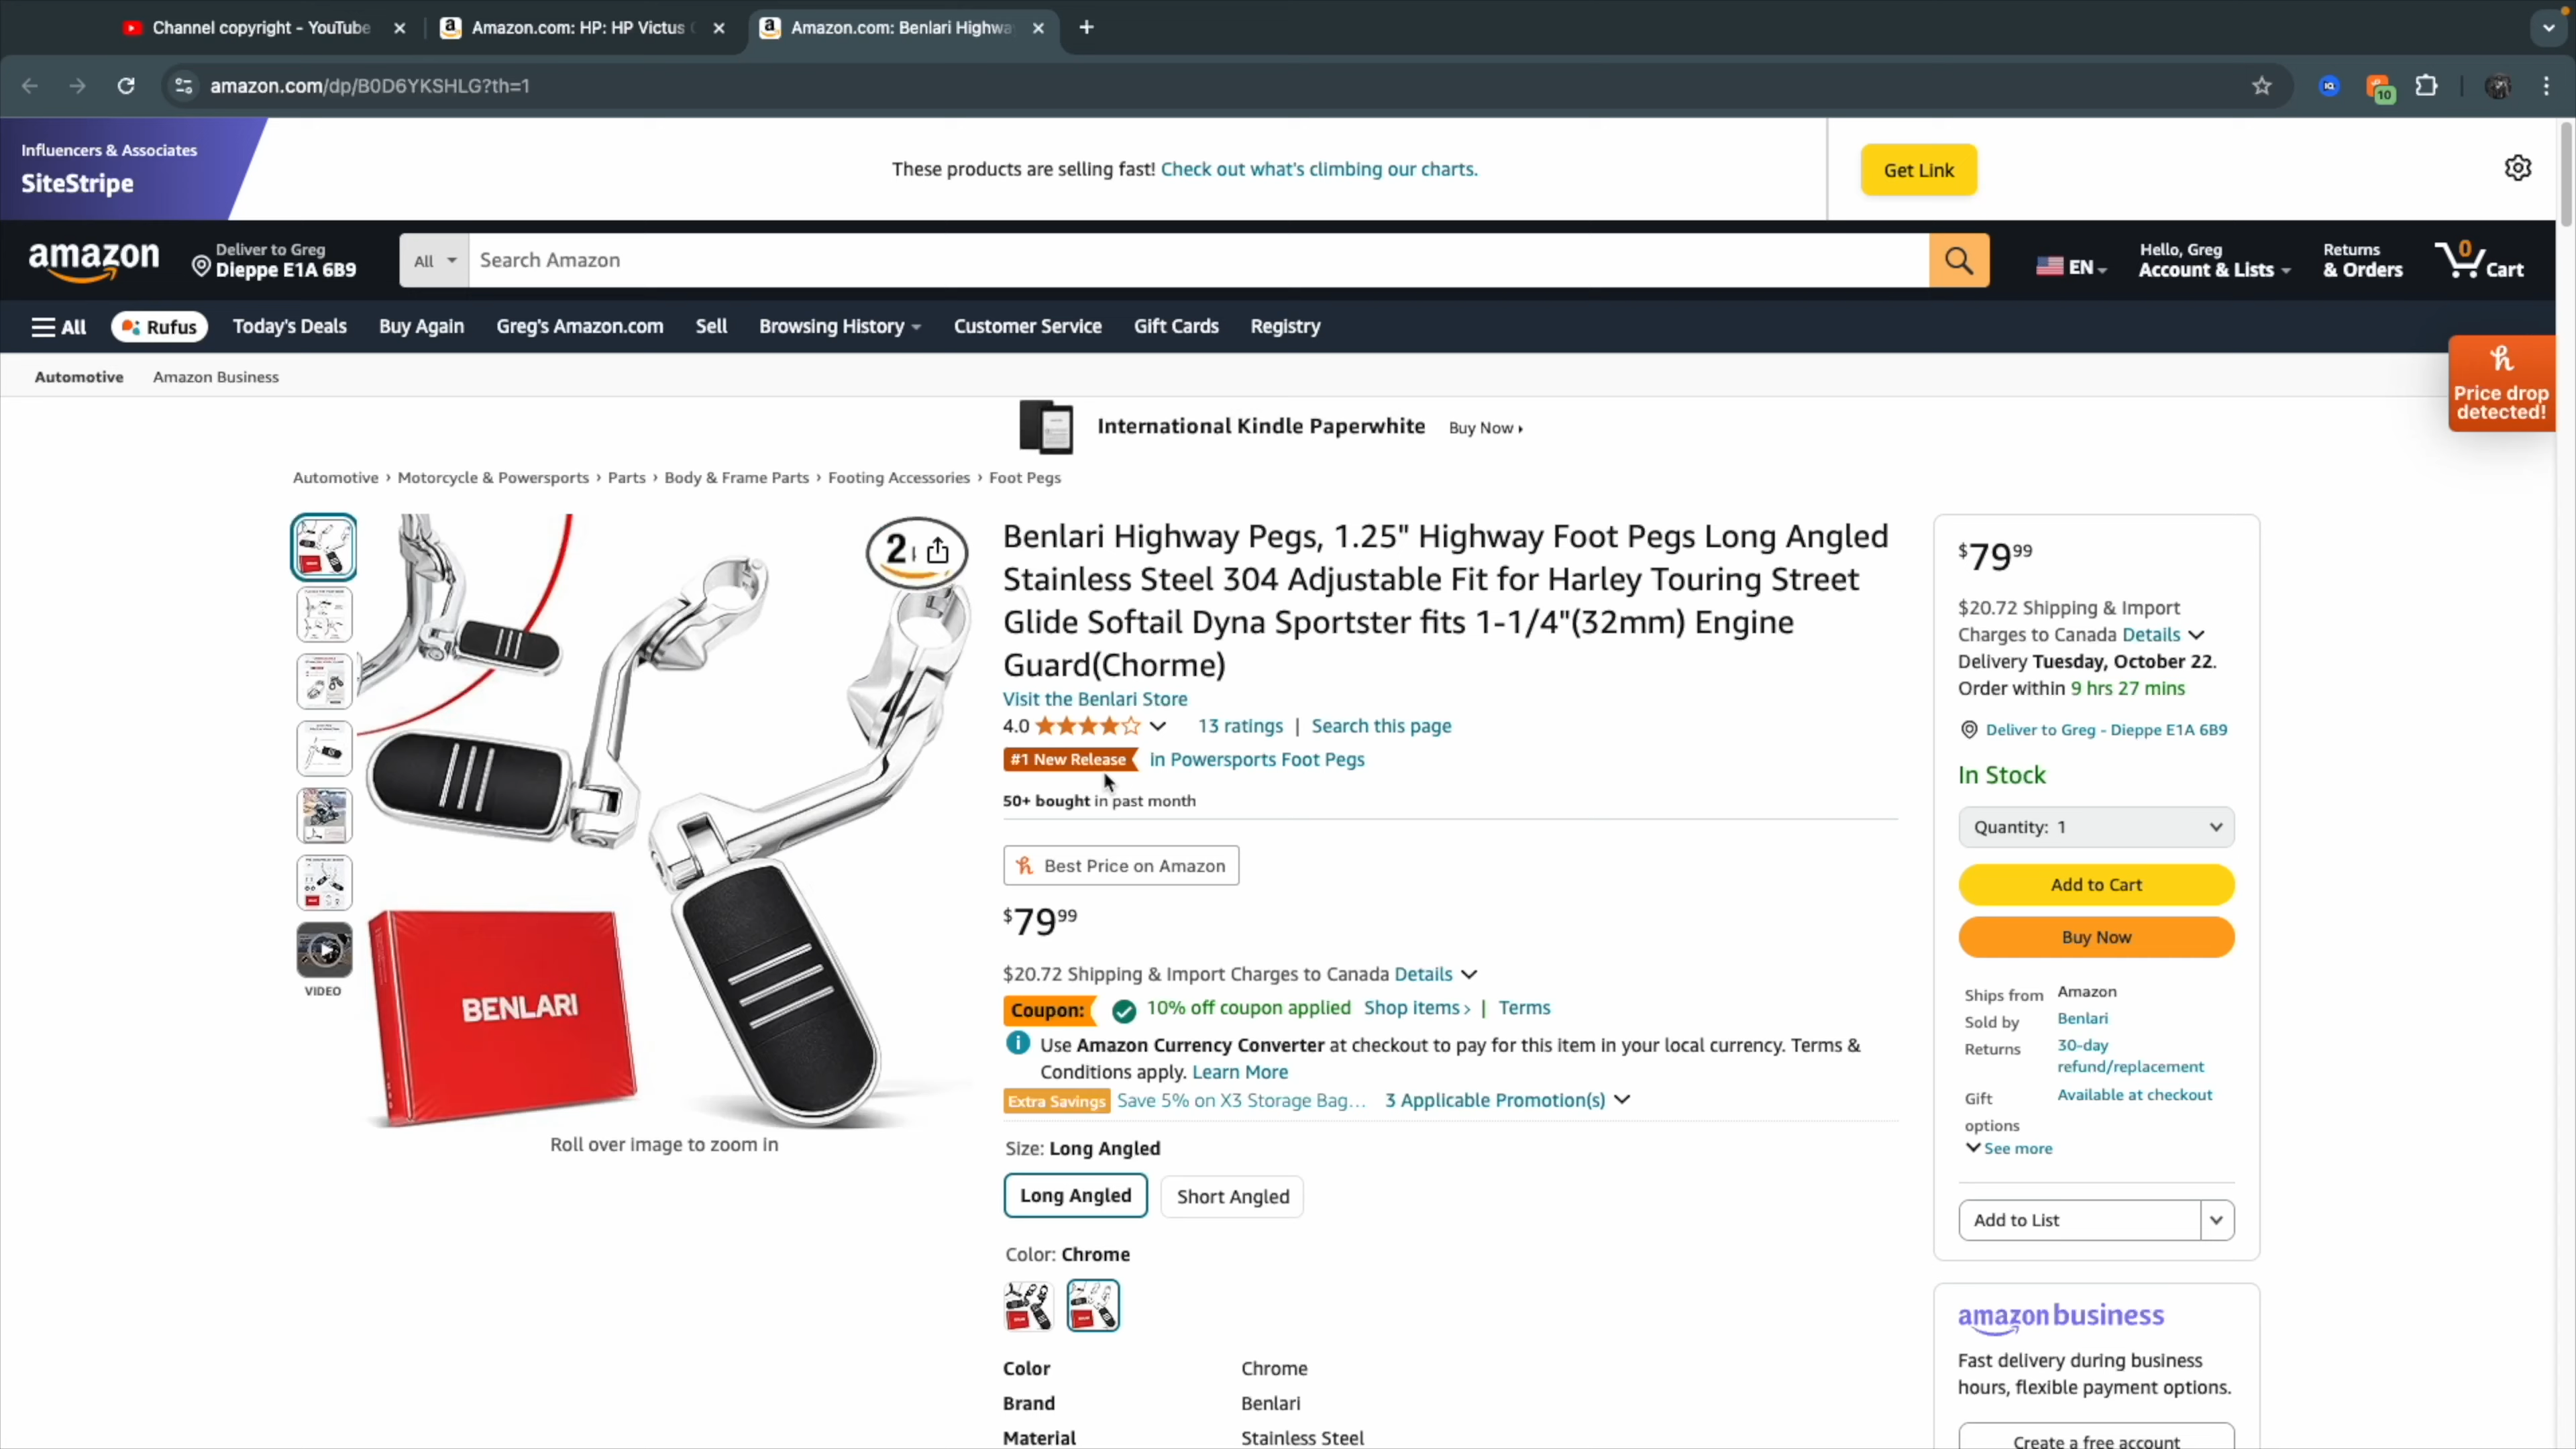 Channel copyright - YouTube
Amazon.com: HP: HP Victus
Amazon.com: Benlari Highwa
amazon.com/dp/B0D6YKSHLG?th=1
10
Influencers & Associates
SiteStripe
These products are selling fast! Check out what's climbing our charts.
Get Link
amazon
Deliver to Greg
Dieppe E1A 6B9
All
Search Amazon
EN
Hello, Greg
Account & Lists
Returns
& Orders
0
Cart
All
Rufus
Today's Deals
Buy Again
Greg's Amazon.com
Sell
Browsing History
Customer Service
Gift Cards
Registry
Price drop
detected!
Automotive
Amazon Business
International Kindle Paperwhite
Buy Now
Automotive › Motorcycle & Powersports › Parts › Body & Frame Parts › Footing Accessories › Foot Pegs
2
BENLARI
VIDEO
Roll over image to zoom in
Benlari Highway Pegs, 1.25" Highway Foot Pegs Long Angled
Stainless Steel 304 Adjustable Fit for Harley Touring Street
Glide Softail Dyna Sportster fits 1-1/4"(32mm) Engine
Guard(Chorme)
Visit the Benlari Store
4.0
13 ratings | Search this page
#1 New Release in Powersports Foot Pegs
50+ bought in past month
Best Price on Amazon
$79.99
$20.72 Shipping & Import Charges to Canada Details
Coupon: 10% off coupon applied Shop items › | Terms
Use Amazon Currency Converter at checkout to pay for this item in your local currency. Terms &
Conditions apply. Learn More
Extra Savings Save 5% on X3 Storage Bag… 3 Applicable Promotion(s)
Size: Long Angled
Long Angled
Short Angled
Color: Chrome
Color Chrome
Brand Benlari
Material Stainless Steel
$79.99
$20.72 Shipping & Import
Charges to Canada Details
Delivery Tuesday, October 22.
Order within 9 hrs 27 mins
Deliver to Greg - Dieppe E1A 6B9
In Stock
Quantity: 1
Add to Cart
Buy Now
Ships from Amazon
Sold by Benlari
Returns 30-day
refund/replacement
Gift
options
Available at checkout
See more
Add to List
amazon business
Fast delivery during business
hours, flexible payment options.
Create a free account